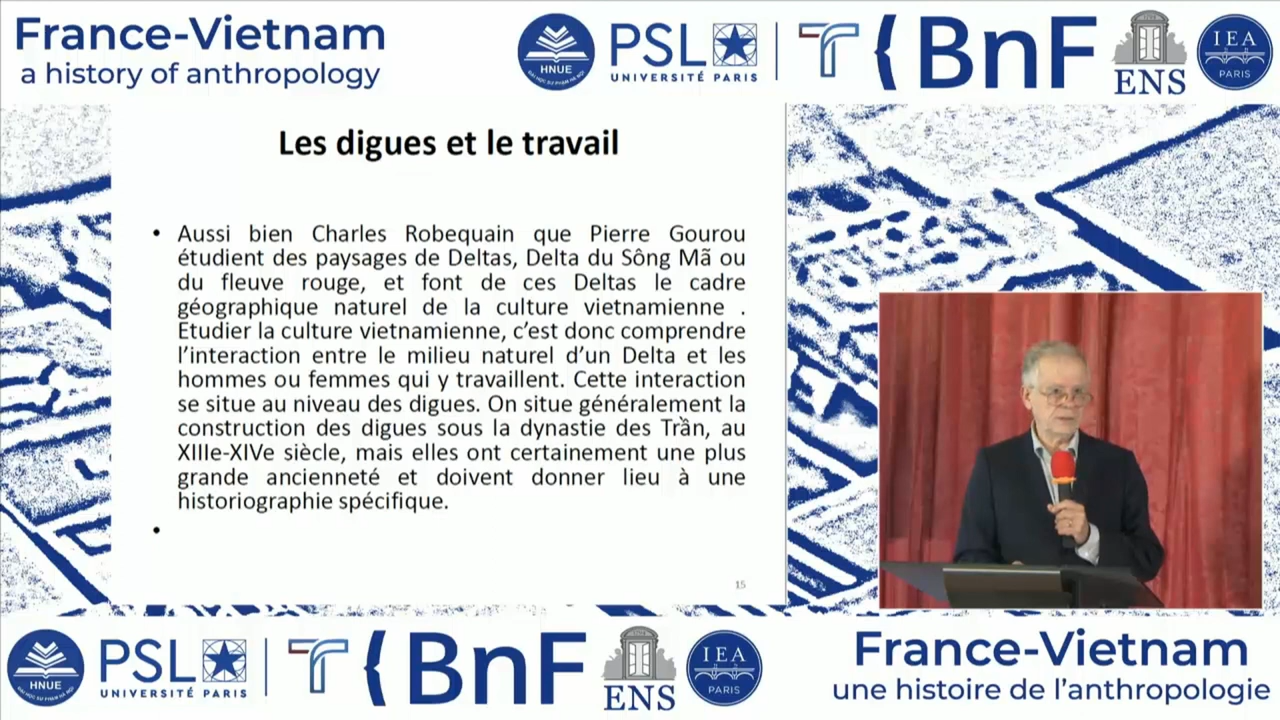 France-Vietnam
a history of anthropology
HNUE
PSL
UNIVERSITÉ PARIS
BnF
ENS
IEA
PARIS
Les digues et le travail
• Aussi bien Charles Robequain que Pierre Gourou
étudient des paysages de Deltas, Delta du Sông Mã ou
du fleuve rouge, et font de ces Deltas le cadre
géographique naturel de la culture vietnamienne .
Etudier la culture vietnamienne, c’est donc comprendre
l’interaction entre le milieu naturel d’un Delta et les
hommes ou femmes qui y travaillent. Cette interaction
se situe au niveau des digues. On situe généralement la
construction des digues sous la dynastie des Trần, au
XIIIe-XIVe siècle, mais elles ont certainement une plus
grande ancienneté et doivent donner lieu à une
historiographie spécifique.
•
15
HNUE
PSL
UNIVERSITÉ PARIS
BnF
ENS
IEA
PARIS
France-Vietnam
une histoire de l’anthropologie